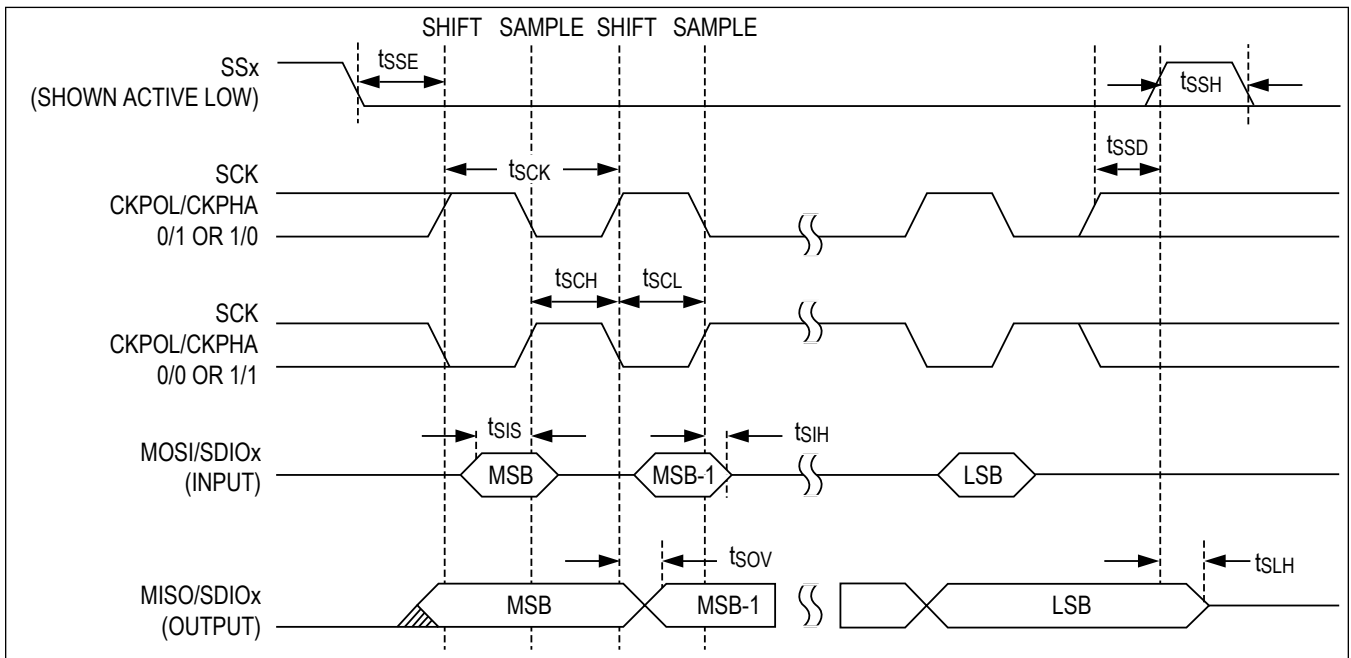 SHIFT SAMPLE SHIFT SAMPLE
SSx
(SHOWN ACTIVE LOW)
tSSE
tSSH
tSSD
SCK
CKPOL/CKPHA
0/1 OR 1/0
tSCK
SCK
CKPOL/CKPHA
0/0 OR 1/1
tSCH
tSCL
MOSI/SDIOx
(INPUT)
tSIS
tSIH
MSB
MSB-1
LSB
MISO/SDIOx
(OUTPUT)
tSOV
tSLH
MSB
MSB-1
LSB